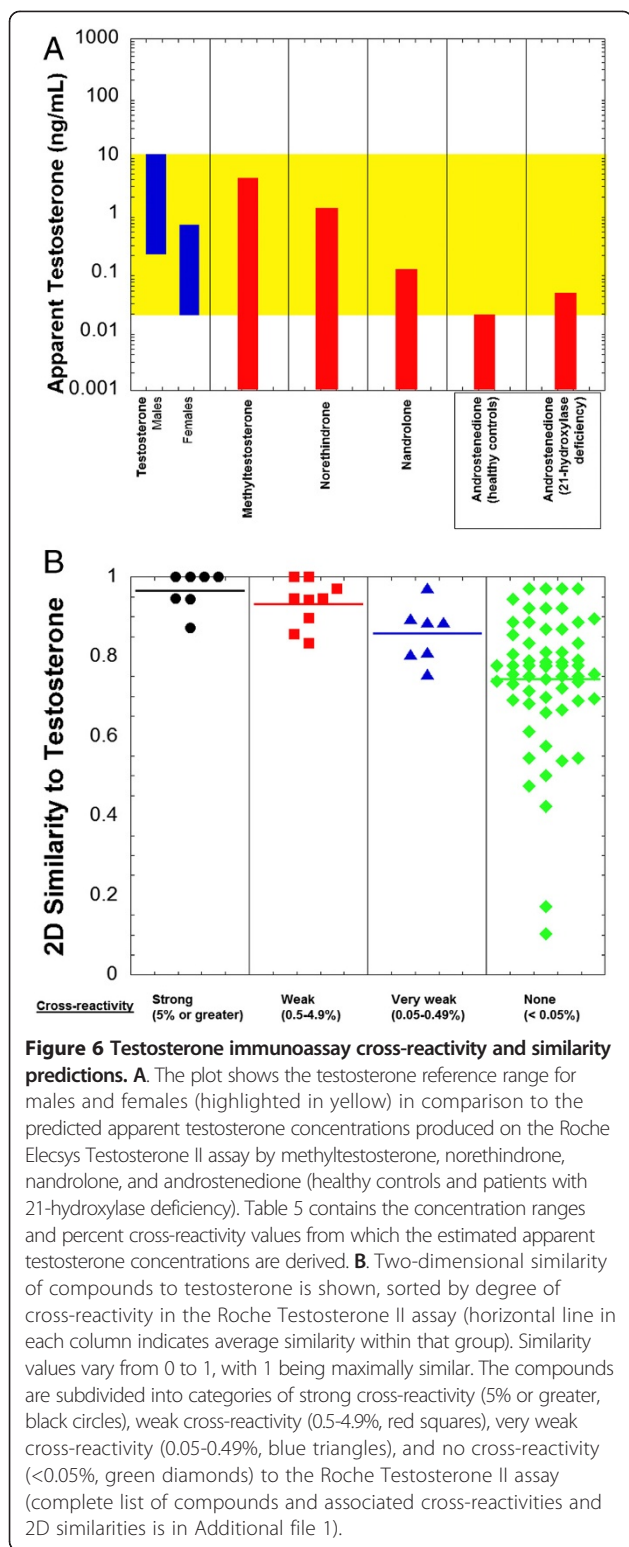 A
Apparent Testosterone (ng/mL)
1000
100
10
1
0.1
0.01
0.001
Testosterone
Males
Females
Methyltestosterone
Norethindrone
Nandrolone
Androstenedione
(healthy controls)
Androstenedione
(21-hydroxylase
deficiency)
B
2D Similarity to Testosterone
1
0.8
0.6
0.4
0.2
0
Cross-reactivity
Strong
(5% or greater)
Weak
(0.5-4.9%)
Very weak
(0.05-0.49%)
None
(< 0.05%)
Figure 6 Testosterone immunoassay cross-reactivity and similarity
predictions. A. The plot shows the testosterone reference range for
males and females (highlighted in yellow) in comparison to the
predicted apparent testosterone concentrations produced on the Roche
Elecsys Testosterone II assay by methyltestosterone, norethindrone,
nandrolone, and androstenedione (healthy controls and patients with
21-hydroxylase deficiency). Table 5 contains the concentration ranges
and percent cross-reactivity values from which the estimated apparent
testosterone concentrations are derived. B. Two-dimensional similarity
of compounds to testosterone is shown, sorted by degree of
cross-reactivity in the Roche Testosterone II assay (horizontal line in
each column indicates average similarity within that group). Similarity
values vary from 0 to 1, with 1 being maximally similar. The compounds
are subdivided into categories of strong cross-reactivity (5% or greater,
black circles), weak cross-reactivity (0.5-4.9%, red squares), very weak
cross-reactivity (0.05-0.49%, blue triangles), and no cross-reactivity
(<0.05%, green diamonds) to the Roche Testosterone II assay
(complete list of compounds and associated cross-reactivities and
2D similarities is in Additional file 1).